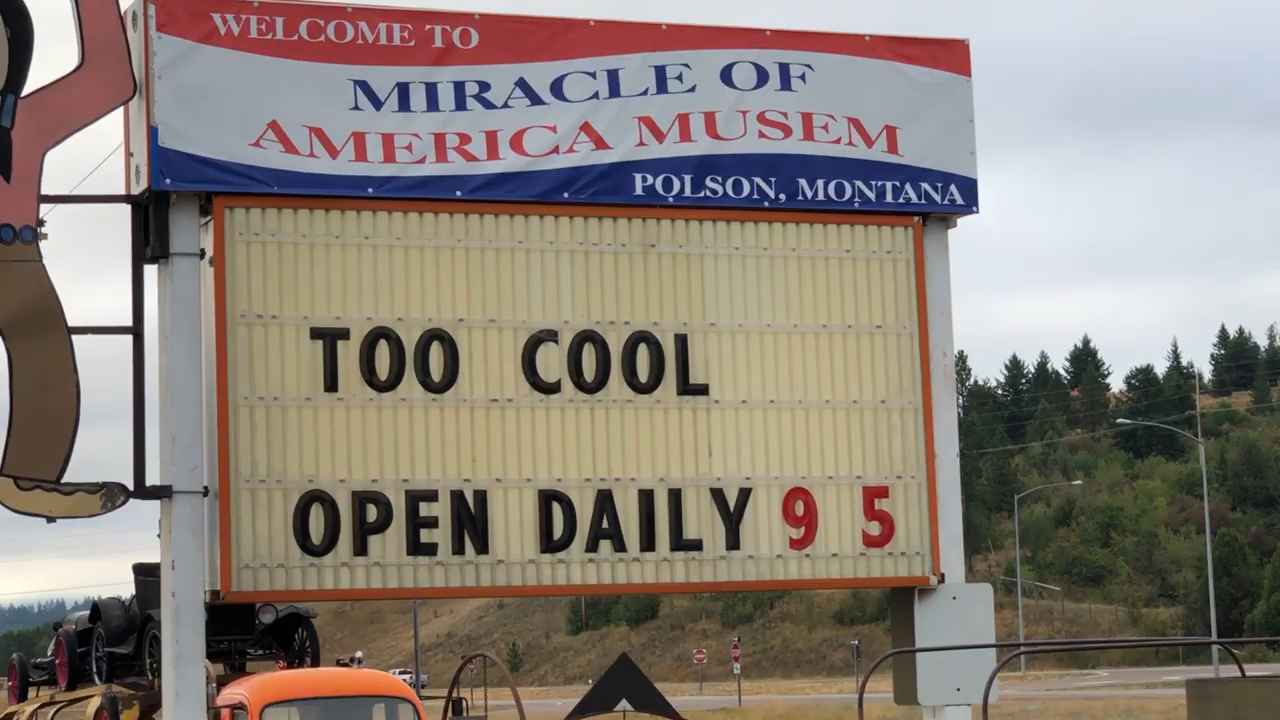 WELCOME TO
MIRACLE OF
AMERICA MUSEM
POLSON, MONTANA
TOO COOL
OPEN DAILY 9 5